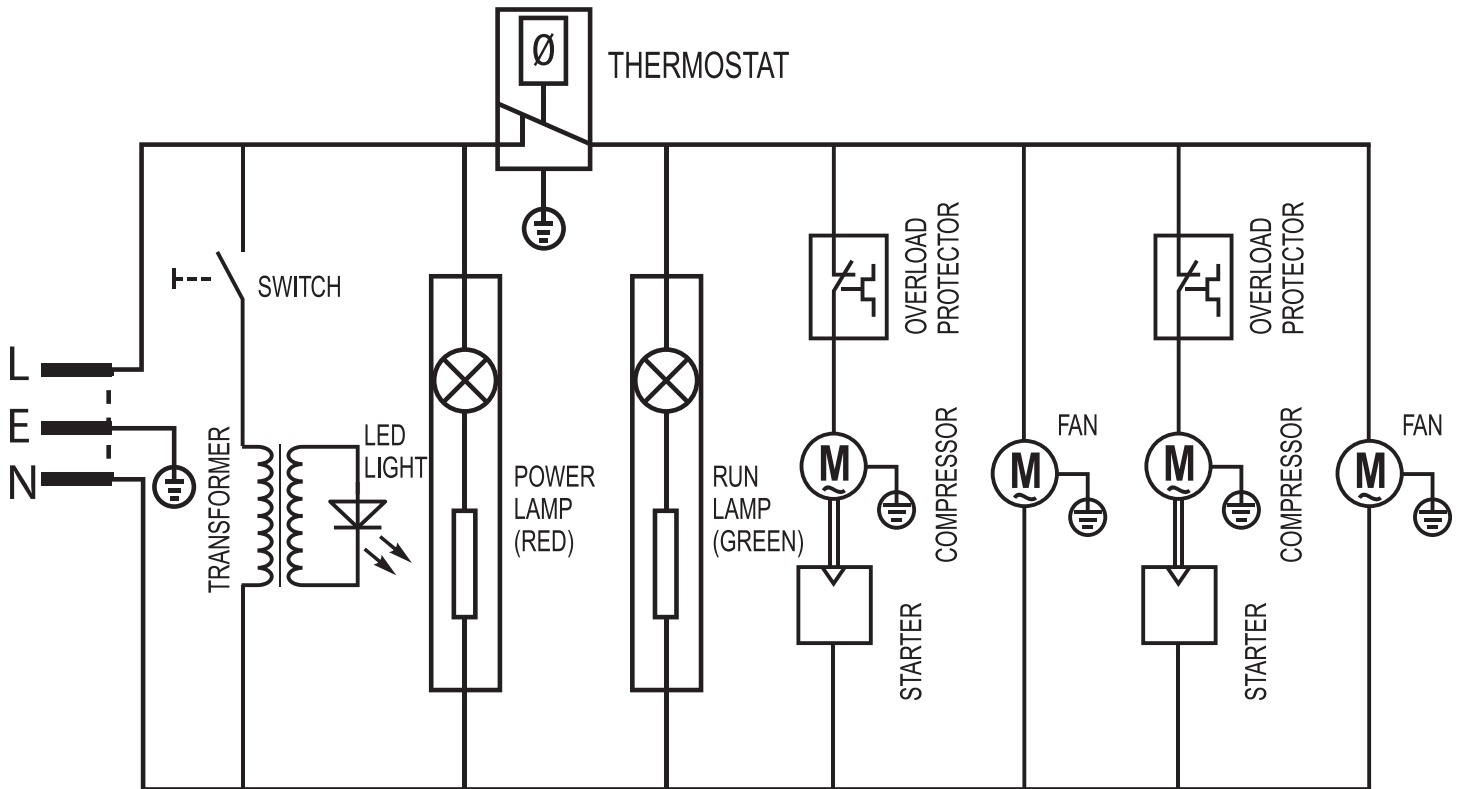 Ø
THERMOSTAT
L
E
N
SWITCH
TRANSFORMER
LED
LIGHT
POWER
LAMP
(RED)
RUN
LAMP
(GREEN)
OVERLOAD
PROTECTOR
M
~
COMPRESSOR
STARTER
FAN
M
~
OVERLOAD
PROTECTOR
M
~
COMPRESSOR
STARTER
FAN
M
~